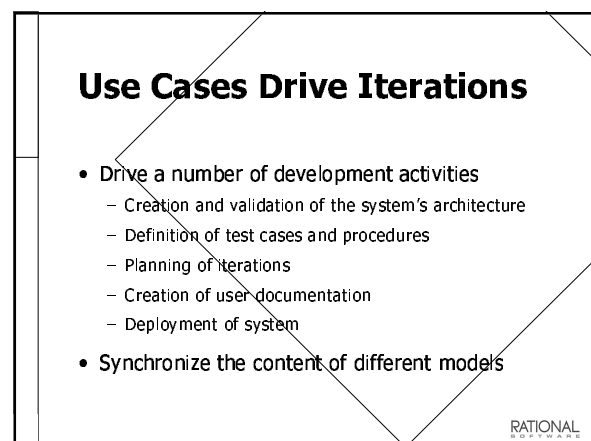 Use Cases Drive Iterations
• Drive a number of development activities
– Creation and validation of the system's architecture
– Definition of test cases and procedures
– Planning of iterations
– Creation of user documentation
– Deployment of system
• Synchronize the content of different models
RATIONAL
SOFTWARE